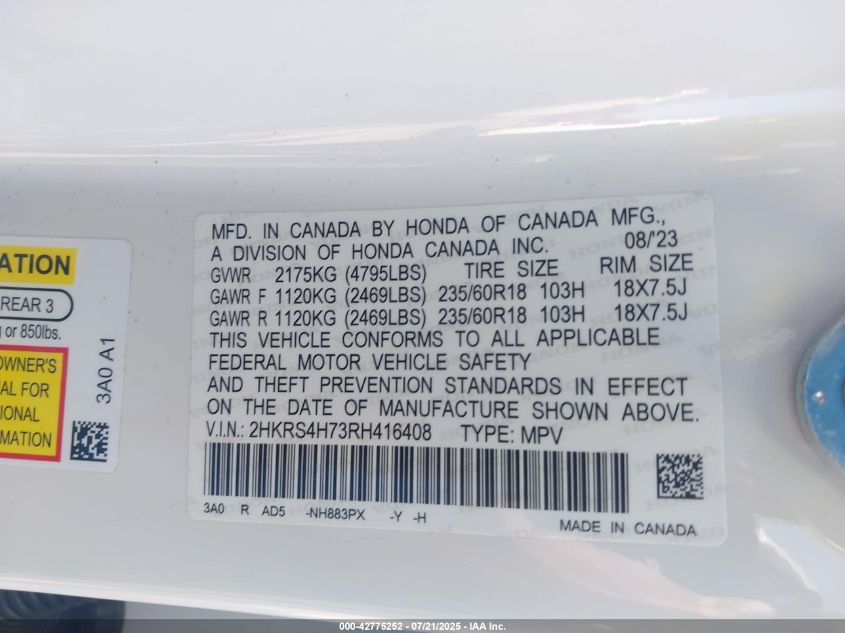 ATION
REAR 3
g or 850lbs.
OWNER'S
AL FOR
IONAL
RMATION
3A0 A1
MFD. IN CANADA BY HONDA OF CANADA MFG.,
A DIVISION OF HONDA CANADA INC. 08/'23
GVWR 2175KG (4795LBS) TIRE SIZE RIM SIZE
GAWR F 1120KG (2469LBS) 235/60R18 103H 18X7.5J
GAWR R 1120KG (2469LBS) 235/60R18 103H 18X7.5J
THIS VEHICLE CONFORMS TO ALL APPLICABLE
FEDERAL MOTOR VEHICLE SAFETY
AND THEFT PREVENTION STANDARDS IN EFFECT
ON THE DATE OF MANUFACTURE SHOWN ABOVE.
V.I.N.: 2HKRS4H73RH416408 TYPE: MPV
3A0 R AD5 -NH883PX -Y -H
MADE IN CANADA
000-42775252 - 07/21/2025 - IAA Inc.